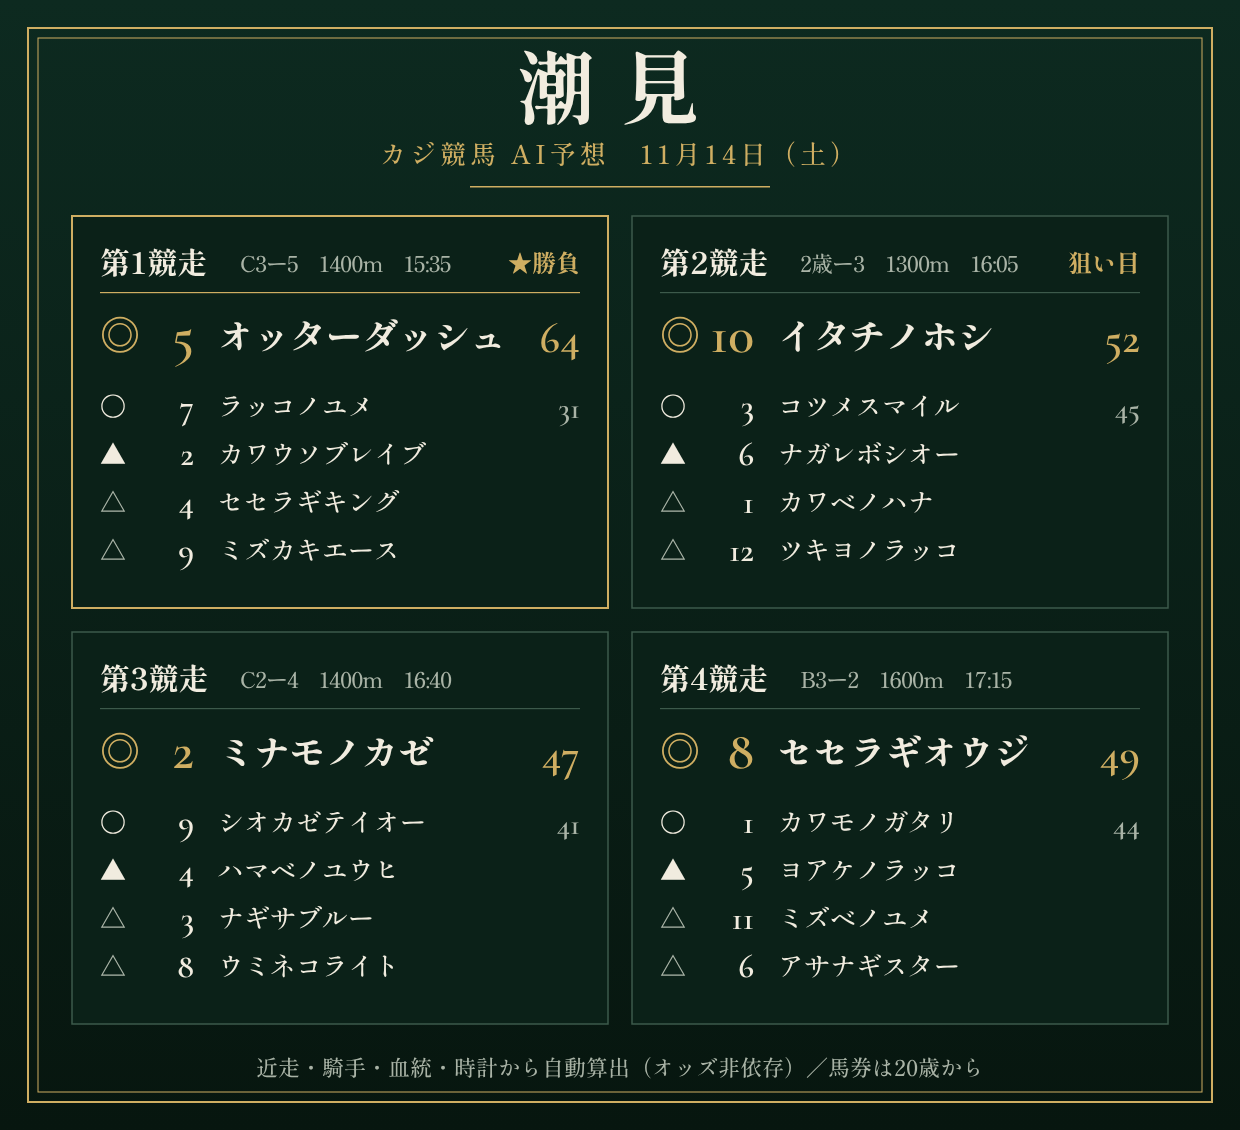 潮見
カジ競馬 AI予想　11月14日（土）
第1競走 C3ー5 1400m 15:35 ★勝負
◎ 5 オッターダッシュ 64
○ 7 ラッコノユメ 31
▲ 2 カワウソブレイブ
△ 4 セセラギキング
△ 9 ミズカキエース
第2競走 2歳ー3 1300m 16:05 狙い目
◎ 10 イタチノホシ 52
○ 3 コツメスマイル 45
▲ 6 ナガレボシオー
△ 1 カワベノハナ
△ 12 ツキヨノラッコ
第3競走 C2ー4 1400m 16:40
◎ 2 ミナモノカゼ 47
○ 9 シオカゼテイオー 41
▲ 4 ハマベノユウヒ
△ 3 ナギサブルー
△ 8 ウミネコライト
第4競走 B3ー2 1600m 17:15
◎ 8 セセラギオウジ 49
○ 1 カワモノガタリ 44
▲ 5 ヨアケノラッコ
△ 11 ミズベノユメ
△ 6 アサナギスター
近走・騎手・血統・時計から自動算出（オッズ非依存）／馬券は20歳から